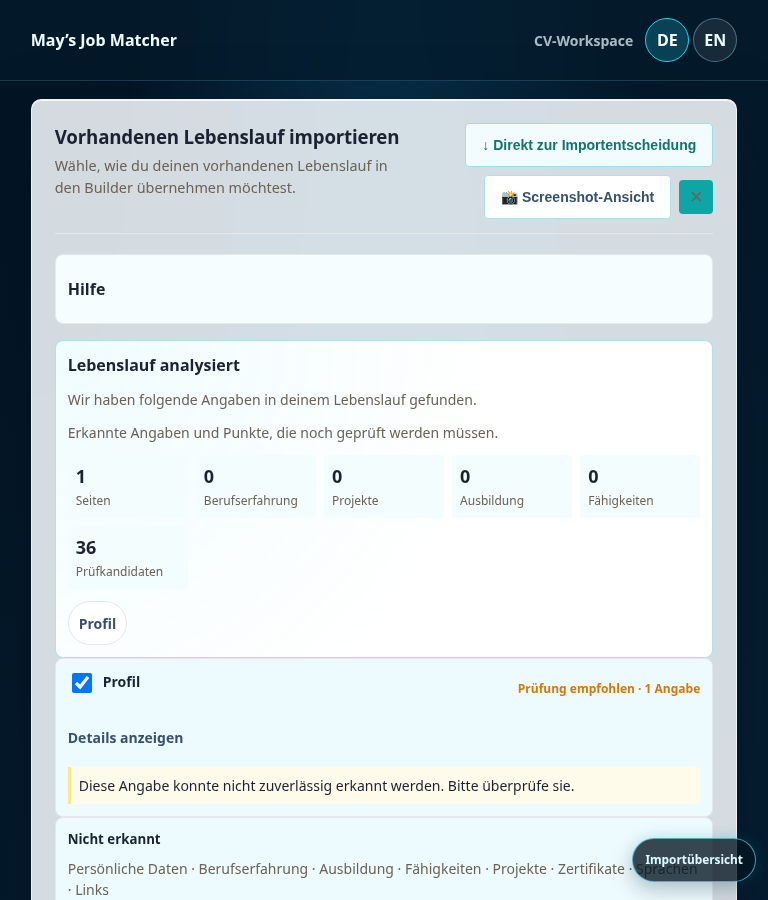 May's Job Matcher
CV-Workspace
DE
EN
Vorhandenen Lebenslauf importieren
Wähle, wie du deinen vorhandenen Lebenslauf in
den Builder übernehmen möchtest.
↓ Direkt zur Importentscheidung
📸 Screenshot-Ansicht
✕
Hilfe
Lebenslauf analysiert
Wir haben folgende Angaben in deinem Lebenslauf gefunden.
Erkannte Angaben und Punkte, die noch geprüft werden müssen.
1
Seiten
0
Berufserfahrung
0
Projekte
0
Ausbildung
0
Fähigkeiten
36
Prüfkandidaten
Profil
Profil
Prüfung empfohlen · 1 Angabe
Details anzeigen
Diese Angabe konnte nicht zuverlässig erkannt werden. Bitte überprüfe sie.
Nicht erkannt
Persönliche Daten · Berufserfahrung · Ausbildung · Fähigkeiten · Projekte · Zertifikate · Sprachen
· Links
Importübersicht